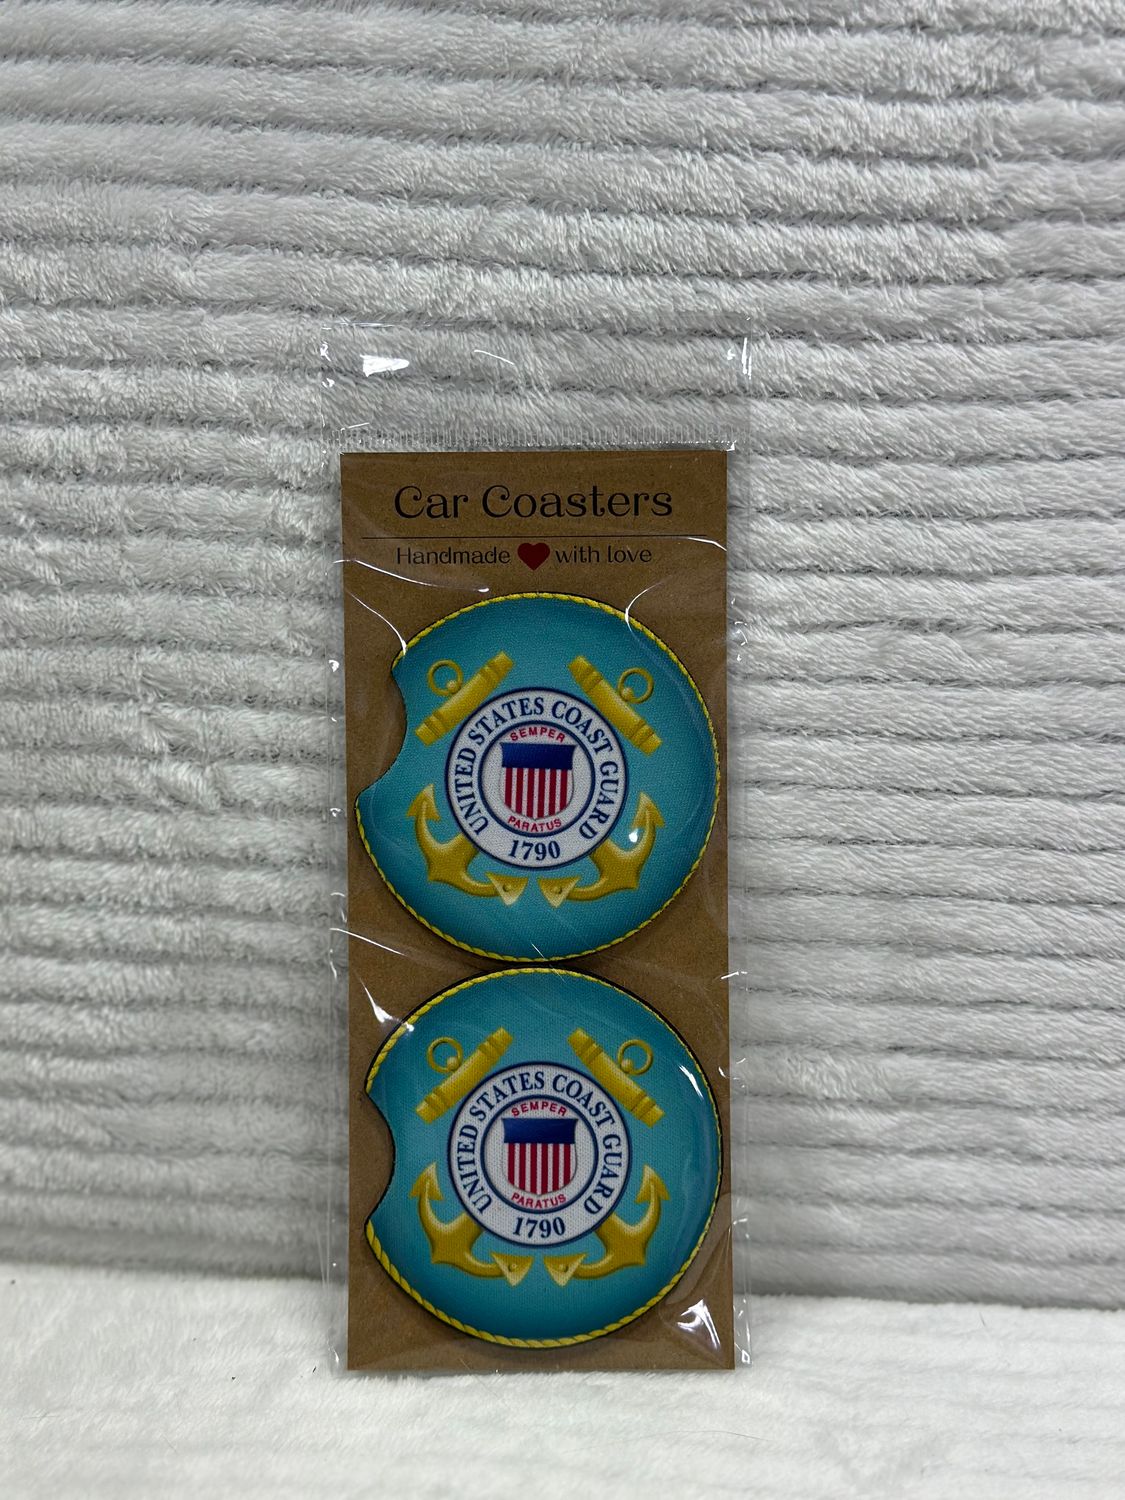 Car Coasters
Handmade ❤ with love
UNITED STATES COAST GUARD
SEMPER
PARATUS
1790
UNITED STATES COAST GUARD
SEMPER
PARATUS
1790